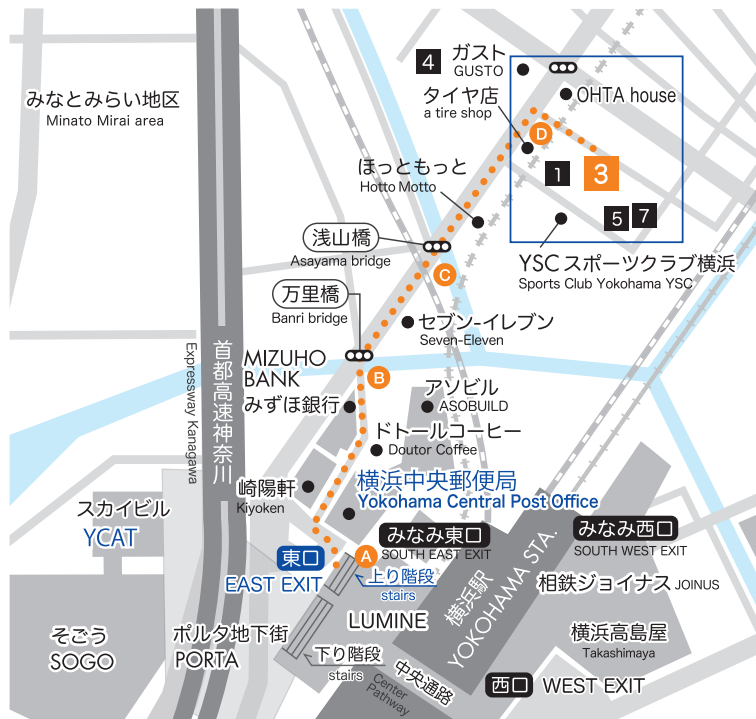 4
ガスト
GUSTO
OHTA house
タイヤ店
a tire shop
D
みなとみらい地区
Minato Mirai area
ほっともっと
Hotto Motto
1
3
5
7
浅山橋
Asayama bridge
YSCスポーツクラブ横浜
Sports Club Yokohama YSC
C
万里橋
Banri bridge
セブン-イレブン
Seven-Eleven
首都高速神奈川
Expressway Kanagawa
MIZUHO
BANK
みずほ銀行
B
アソビル
ASOBUILD
ドトールコーヒー
Doutor Coffee
崎陽軒
Kiyoken
横浜中央郵便局
Yokohama Central Post Office
スカイビル
YCAT
みなみ東口
SOUTH EAST EXIT
みなみ西口
SOUTH WEST EXIT
東口
EAST EXIT
A
上り階段
stairs
横浜駅
YOKOHAMA STA.
相鉄ジョイナス JOINUS
LUMINE
そごう
SOGO
ポルタ地下街
PORTA
下り階段
stairs
横浜高島屋
Takashimaya
中央通路
Center
Pathway
西口 WEST EXIT